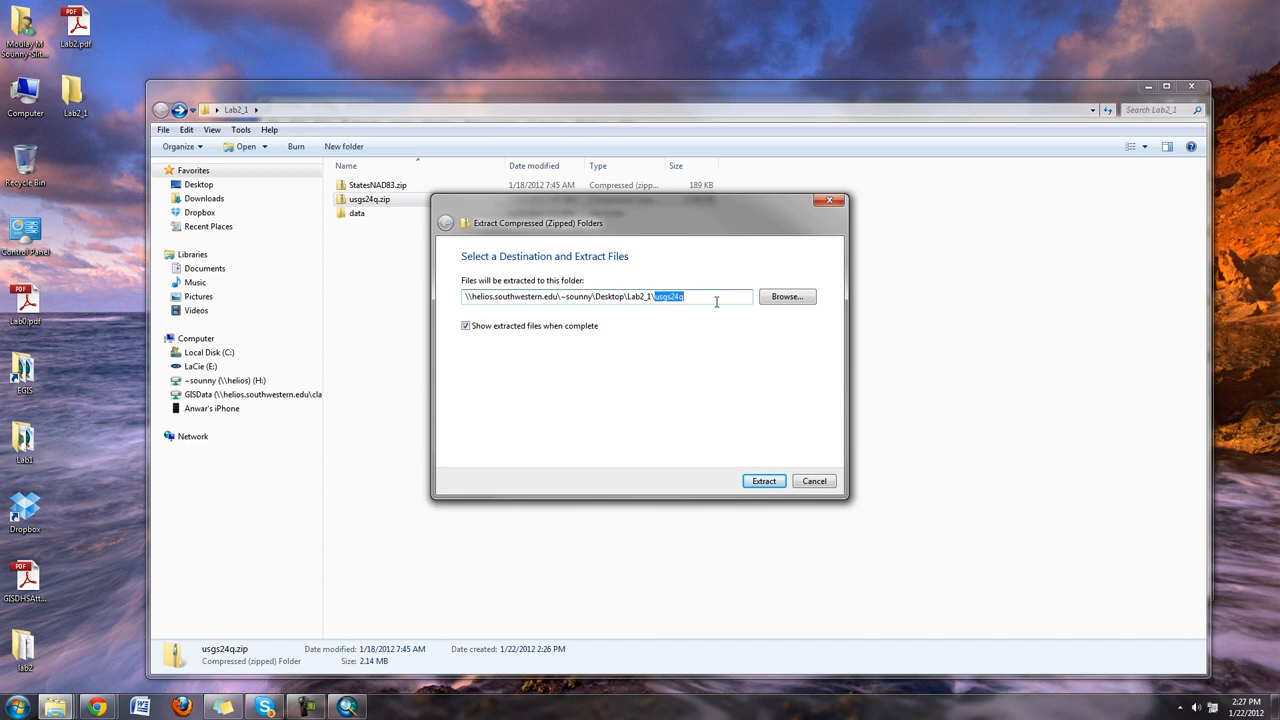 Moulay M
Sounny-Slit...
Lab2.pdf
Computer
Lab2_1
Recycle Bin
Control Panel
Lab0.pdf
EGIS
Lab1
Dropbox
GISDHSAtt...
lab2
Lab2_1
Search Lab2_1
File Edit View Tools Help
Organize Open Burn New folder
Favorites
Desktop
Downloads
Dropbox
Recent Places
Libraries
Documents
Music
Pictures
Videos
Computer
Local Disk (C:)
LaCie (E:)
~sounny (\\helios) (H:)
GISData (\\helios.southwestern.edu\cla
Anwar's iPhone
Network
Name Date modified Type Size
StatesNAD83.zip 1/18/2012 7:45 AM Compressed (zipp... 189 KB
usgs24q.zip
data
Extract Compressed (Zipped) Folders
Select a Destination and Extract Files
Files will be extracted to this folder:
\\helios.southwestern.edu\~sounny\Desktop\Lab2_1\usgs24q
Browse...
Show extracted files when complete
Extract Cancel
usgs24q.zip Date modified: 1/18/2012 7:45 AM Date created: 1/22/2012 2:26 PM
Compressed (zipped) Folder Size: 2.14 MB
2:27 PM
1/22/2012